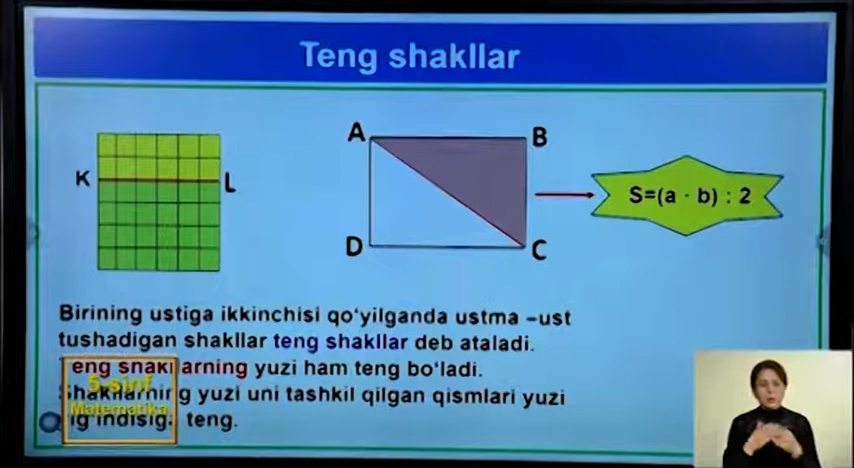 Teng shakllar
K
L
A
B
D
C
S=(a · b) : 2
Birining ustiga ikkinchisi qo'yilganda ustma –ust
tushadigan shakllar teng shakllar deb ataladi.
yuzi ham teng bo'ladi.
yuzi uni tashkil qilgan qismlari yuzi
teng.
5-sinf
Matematika